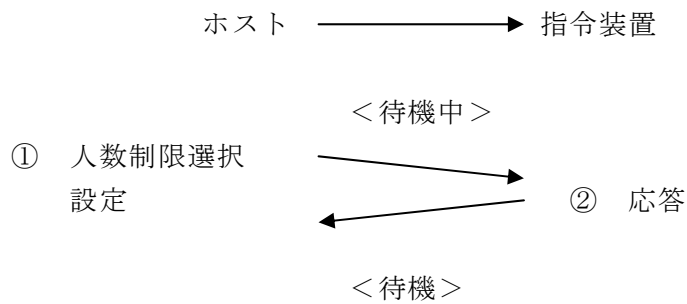 ホスト 指令装置
＜待機中＞
① 人数制限選択
設定
② 応答
＜待機＞